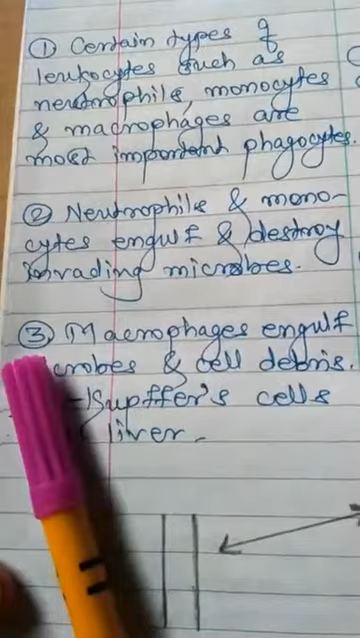 ① Certain types of
leukocytes such as
neutrophils, monocytes
& macrophages are
most important phagocytes.
② Neutrophils & mono-
cytes engulf & destroy
invading microbes.
③ Macrophages engulf
crobes & cell debris.
Kupffer's cells
liver.